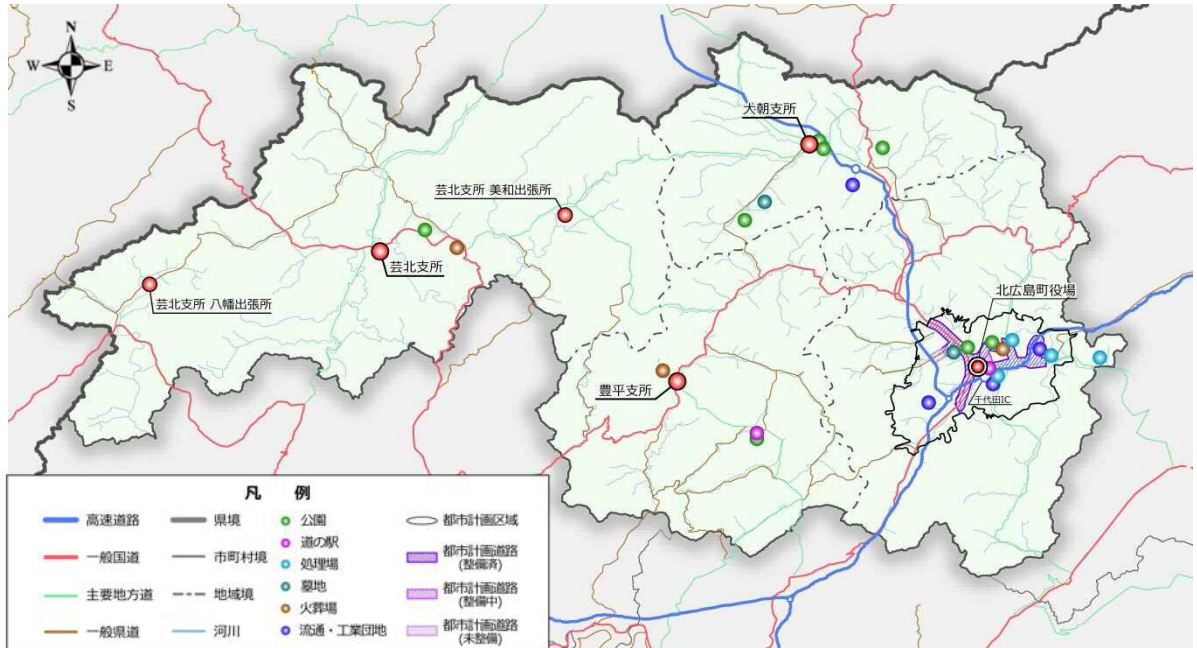 N
W
E
S
大朝支所
芸北支所 美和出張所
芸北支所
芸北支所 八幡出張所
北広島町役場
豊平支所
千代田IC
凡 例
高速道路
県境
公園
都市計画区域
一般国道
市町村境
道の駅
処理場
都市計画道路
(整備済)
主要地方道
地域境
墓地
都市計画道路
(整備中)
一般県道
河川
火葬場
流通・工業団地
都市計画道路
(未整備)